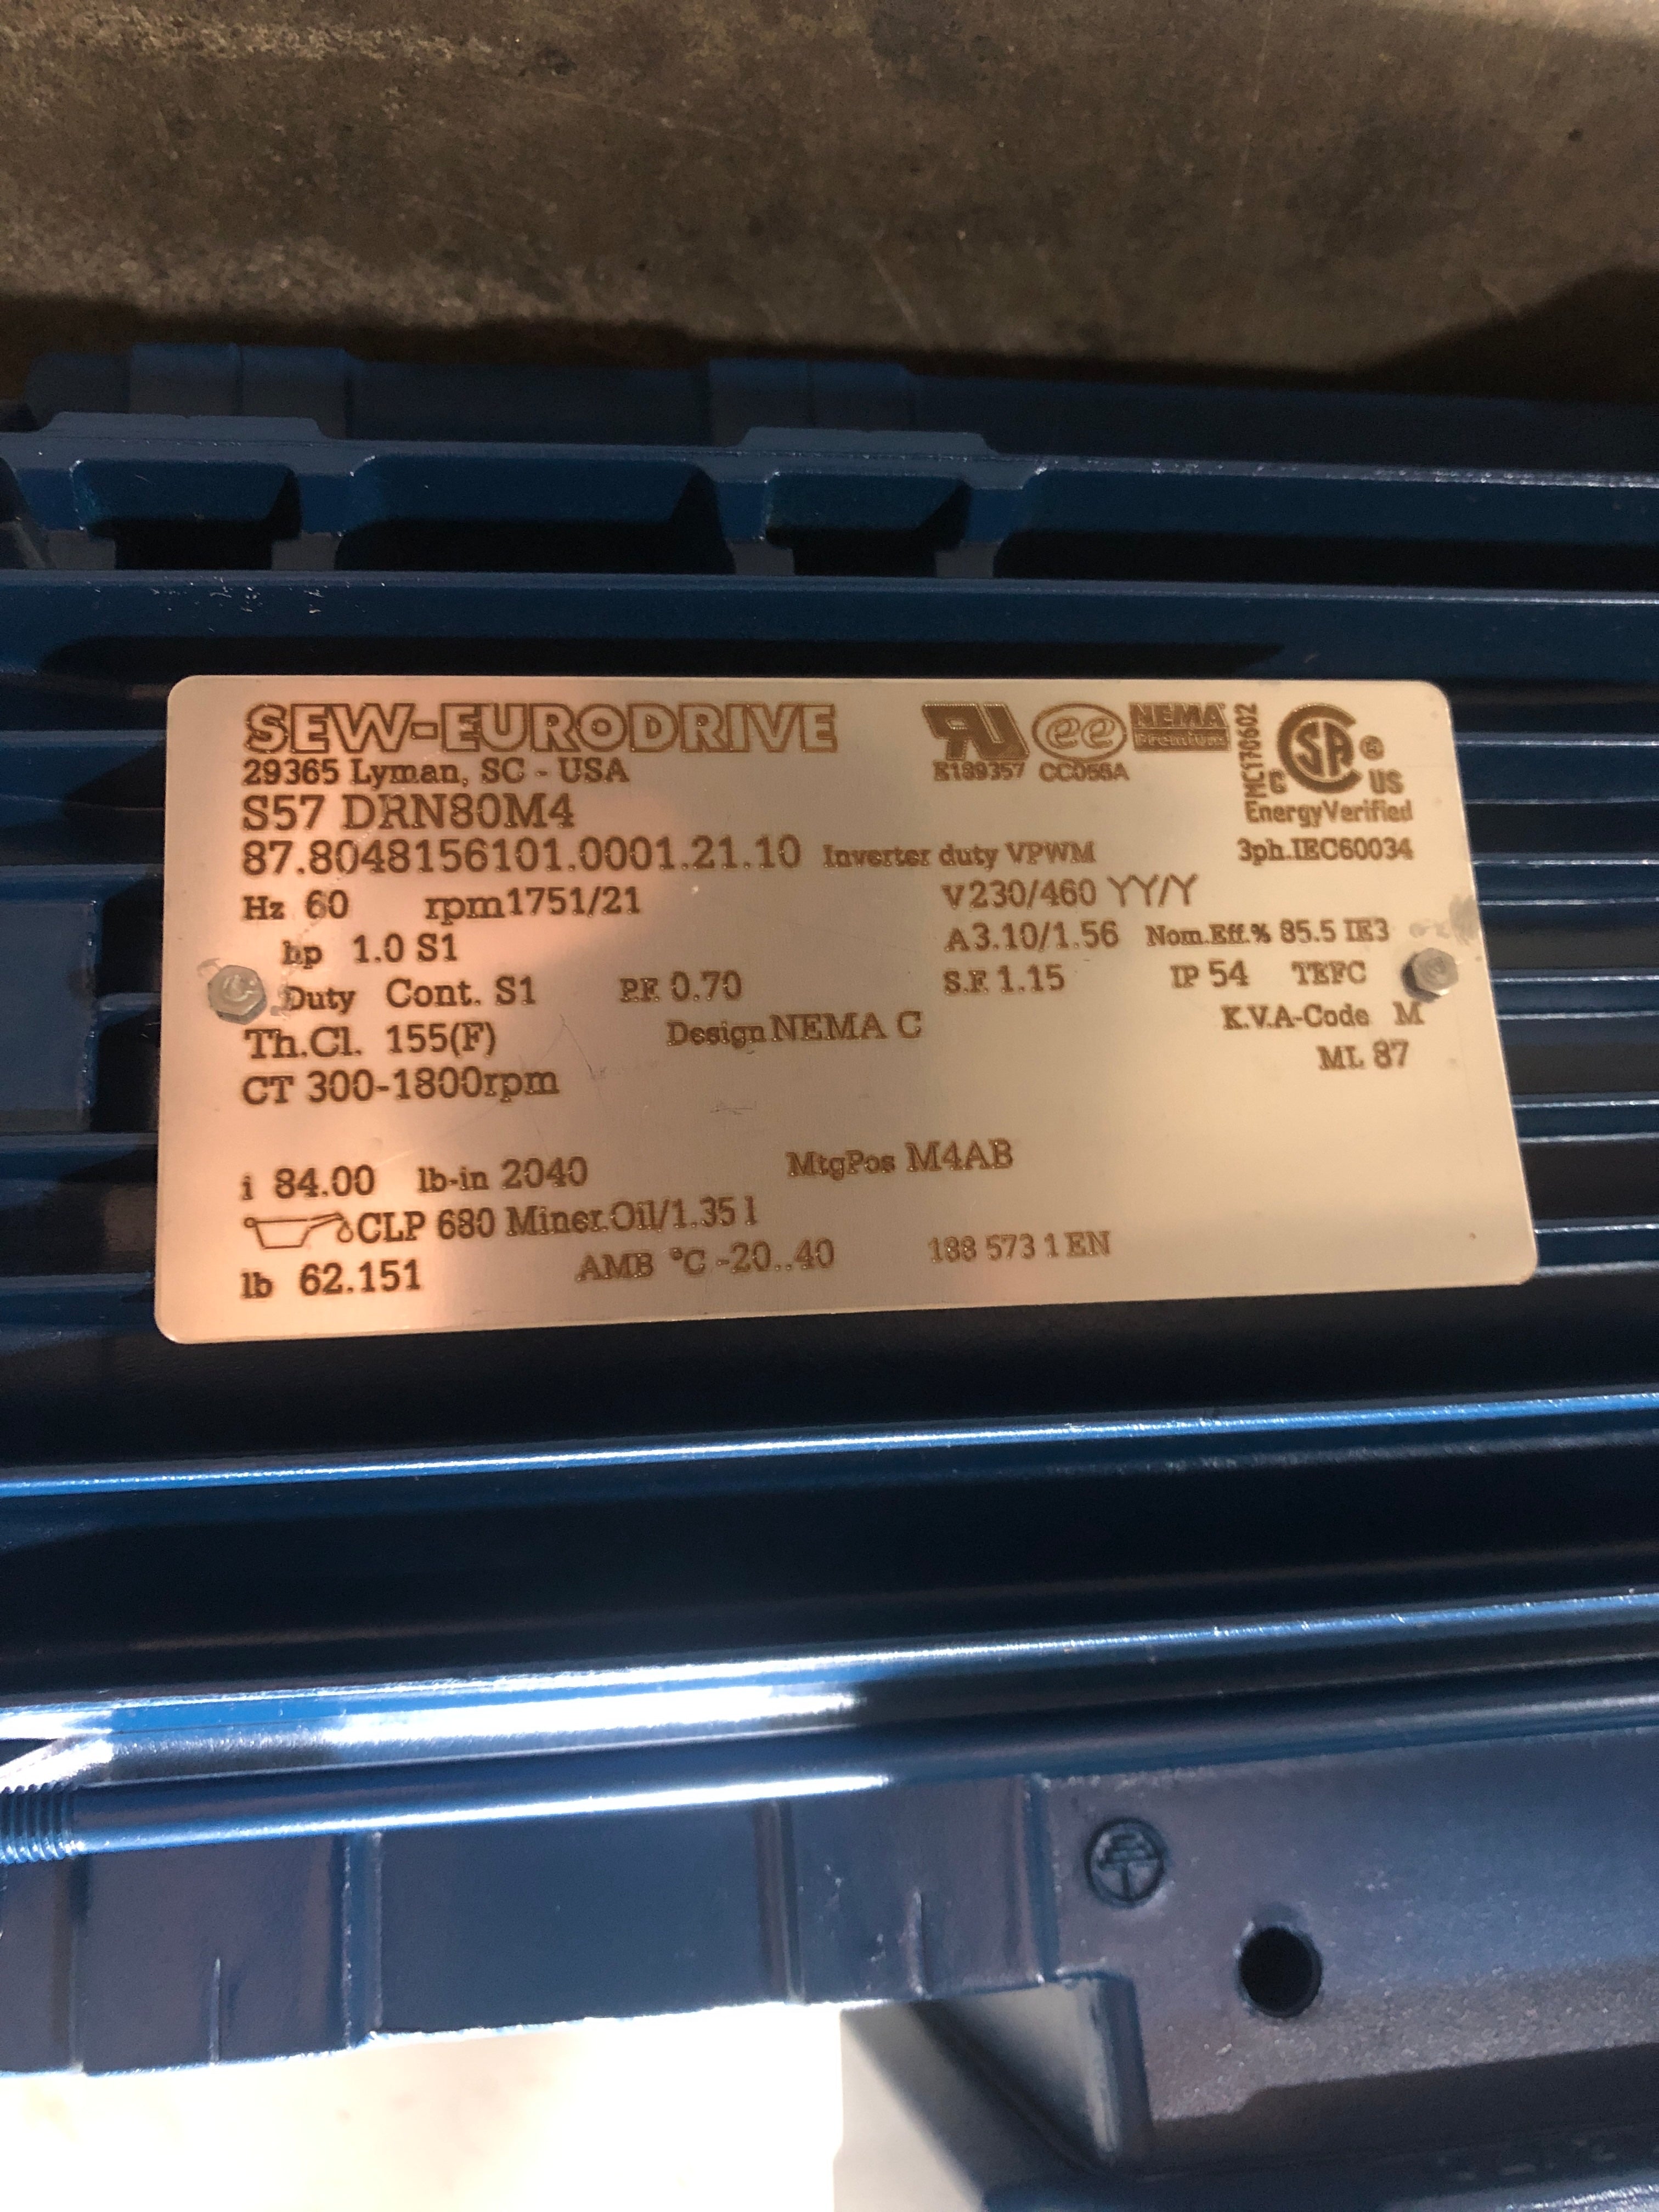 SEW-EURODRIVE
29365 Lyman, SC - USA
E189357 CC056A
NEMA Premium
EMC170602
CSA ® C US
EnergyVerified
S57 DRN80M4
87.8048156101.0001.21.10 Inverter duty VPWM 3ph.IEC60034
Hz 60 rpm 1751/21 V 230/460 YY/Y
hp 1.0 S1 A 3.10/1.56 Nom.Eff.% 85.5 IE3
Duty Cont. S1 P.F. 0.70 S.F. 1.15 IP 54 TEFC
Th.Cl. 155(F) Design NEMA C K.V.A-Code M
CT 300-1800rpm ML 87
i 84.00 lb-in 2040 MtgPos M4AB
CLP 680 Miner.Oil/1.35 l
lb 62.151 AMB °C -20..40 188 573 1 EN